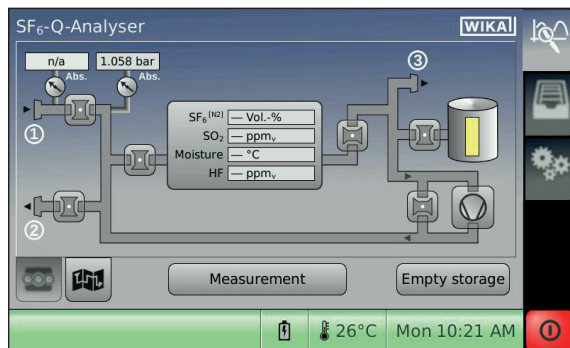 SF₆-Q-Analyser
WIKA
n/a
1.058 bar
Abs.
Abs.
③
①
SF₆ [N2] — Vol.-%
SO₂ — ppmᵥ
Moisture — °C
HF — ppmᵥ
②
Measurement
Empty storage
26°C
Mon 10:21 AM